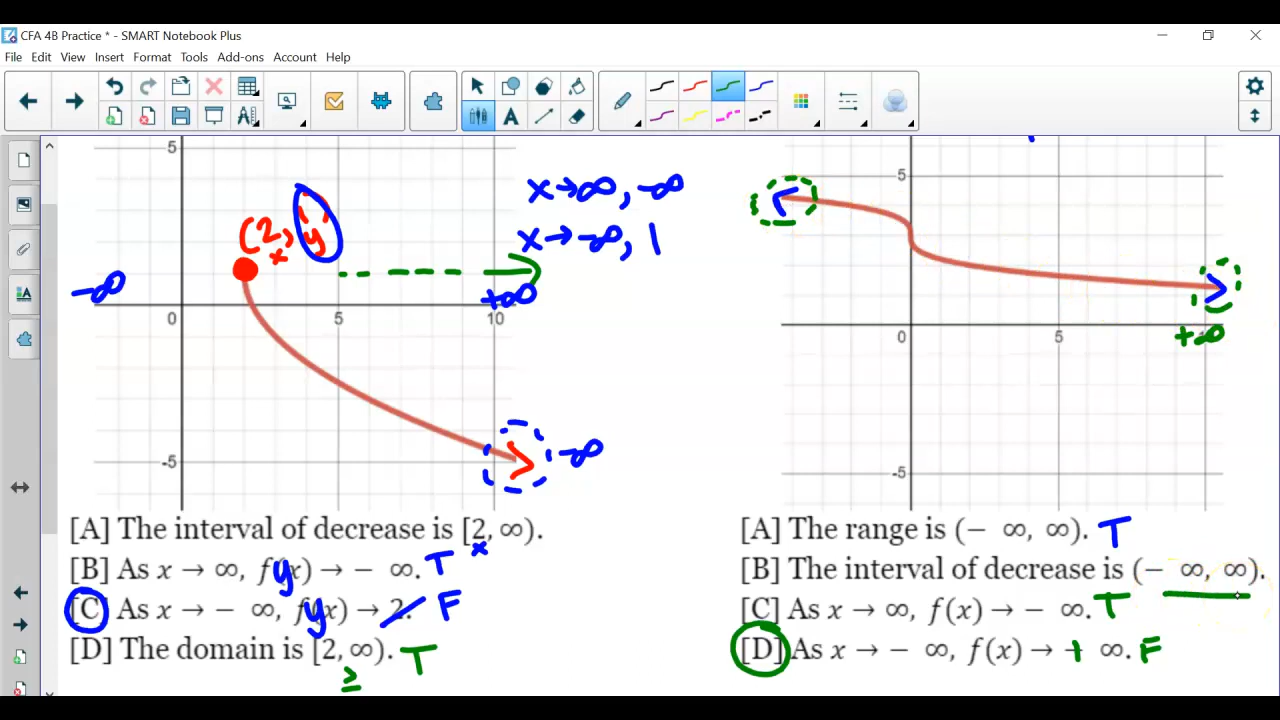 CFA 4B Practice * - SMART Notebook Plus
File Edit View Insert Format Tools Add-ons Account Help
5
(2, y)
x
x→∞, -∞
x→-∞, 1
-∞
+∞
0
5
10
-5
-∞
[A] The interval of decrease is [2, ∞).
x
[B] As x → ∞, f(x) → − ∞. T
y
[C] As x → − ∞, f(x) → 2. F
y
[D] The domain is [2, ∞). T
≥
5
0
5
+∞
-5
[A] The range is (− ∞, ∞). T
[B] The interval of decrease is (− ∞, ∞).
[C] As x → ∞, f(x) → − ∞. T
[D] As x → − ∞, f(x) → + ∞. F